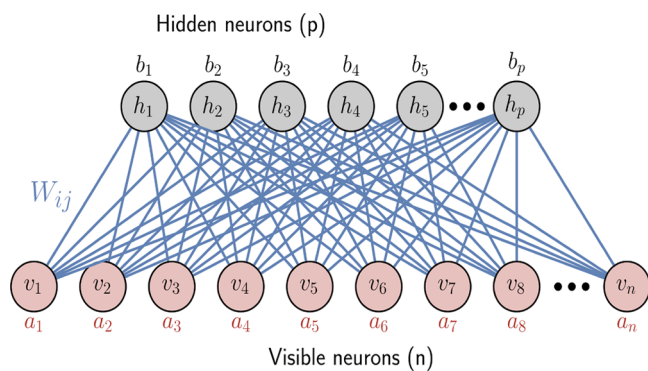 Hidden neurons (p)
b₁ b₂ b₃ b₄ b₅ bₚ
h₁ h₂ h₃ h₄ h₅ ••• hₚ
Wᵢⱼ
v₁ v₂ v₃ v₄ v₅ v₆ v₇ v₈ ••• vₙ
a₁ a₂ a₃ a₄ a₅ a₆ a₇ a₈ aₙ
Visible neurons (n)